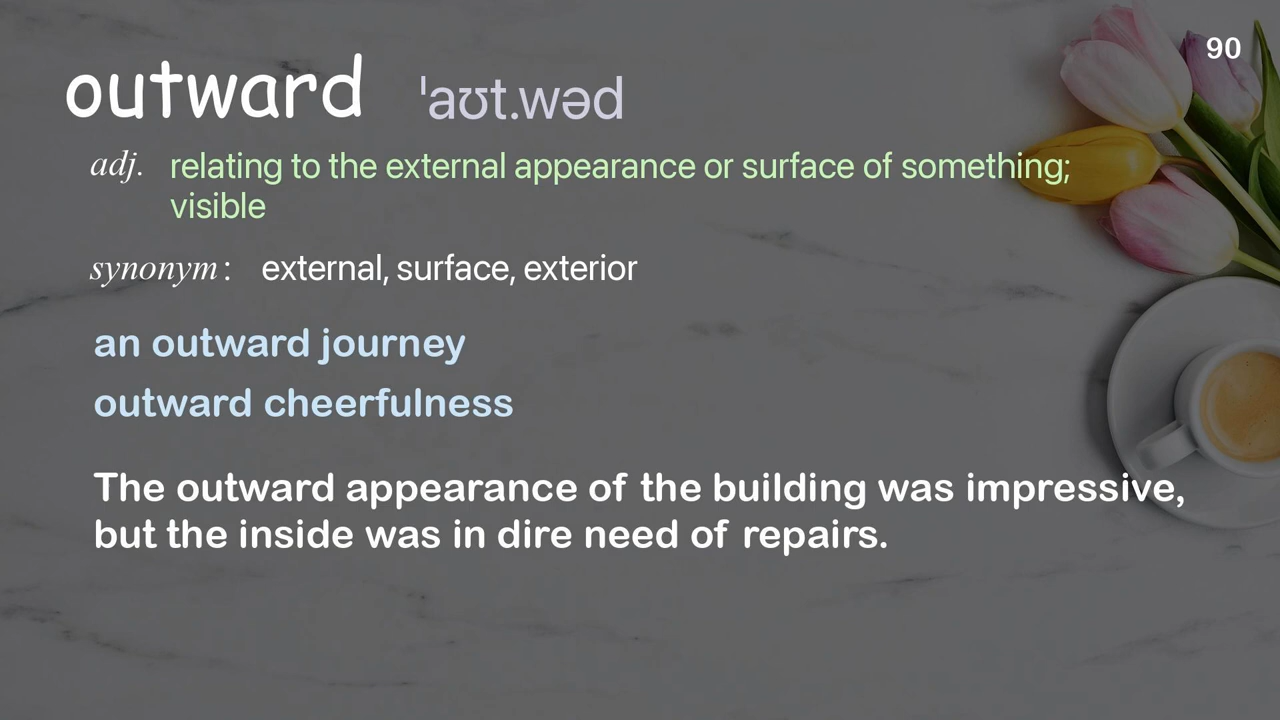 90
outward ˈaʊt.wəd
adj. relating to the external appearance or surface of something;
visible
synonym: external, surface, exterior
an outward journey
outward cheerfulness
The outward appearance of the building was impressive,
but the inside was in dire need of repairs.